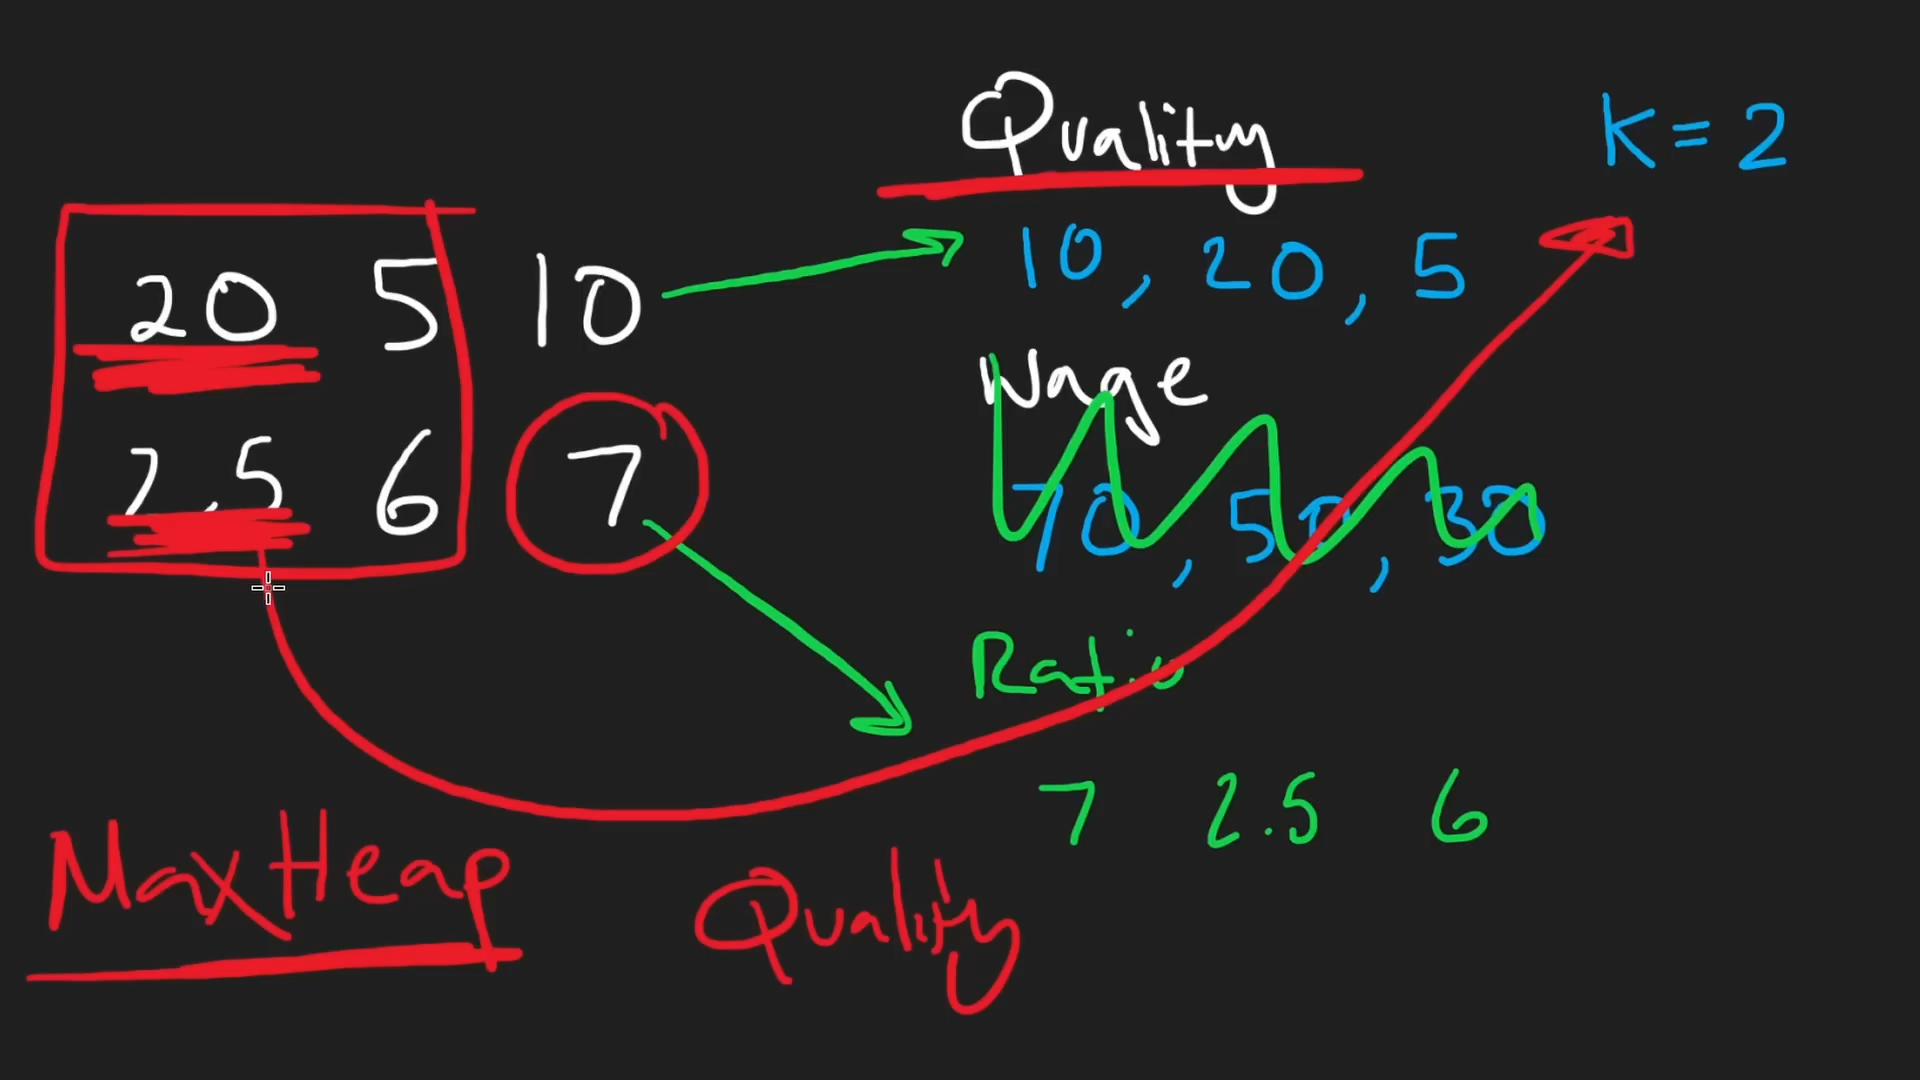 Quality
K = 2
10, 20, 5
20 5 10
Wage
2.5 6 7
70, 50, 30
Ratio
7 2.5 6
MaxHeap
Quality